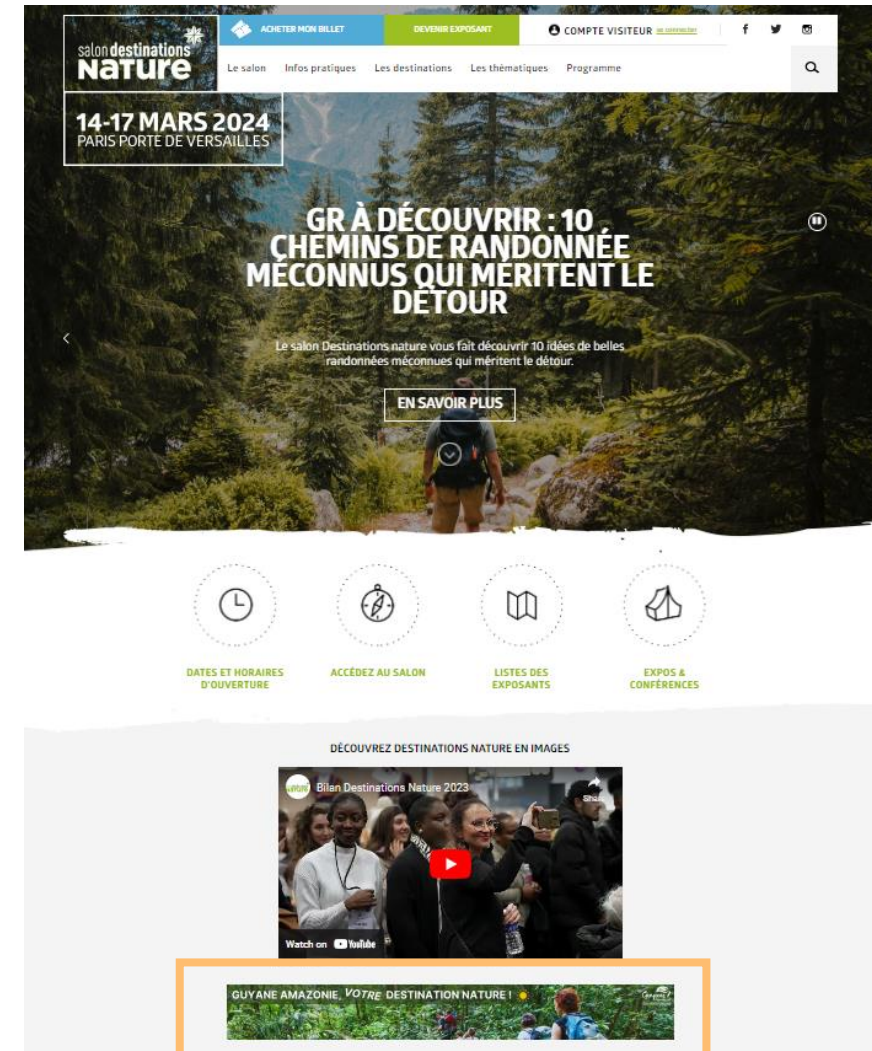 salon destinations
nature
ACHETER MON BILLET
DEVENIR EXPOSANT
COMPTE VISITEUR se connecter
Le salon Infos pratiques Les destinations Les thématiques Programme
14-17 MARS 2024
PARIS PORTE DE VERSAILLES
GR À DÉCOUVRIR : 10
CHEMINS DE RANDONNÉE
MÉCONNUS QUI MÉRITENT LE
DÉTOUR
Le salon Destinations nature vous fait découvrir 10 idées de belles
randonnées méconnues qui méritent le détour.
EN SAVOIR PLUS
DATES ET HORAIRES
D'OUVERTURE
ACCÉDEZ AU SALON
LISTES DES
EXPOSANTS
EXPOS &
CONFÉRENCES
DÉCOUVREZ DESTINATIONS NATURE EN IMAGES
Bilan Destinations Nature 2023
Share
Watch on YouTube
GUYANE AMAZONIE, VOTRE DESTINATION NATURE !